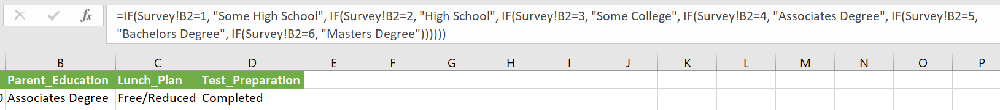 fx =IF(Survey!B2=1, "Some High School", IF(Survey!B2=2, "High School", IF(Survey!B2=3, "Some College", IF(Survey!B2=4, "Associates Degree", IF(Survey!B2=5,
"Bachelors Degree", IF(Survey!B2=6, "Masters Degree"))))))
B C D E F G H I J K L M N O P
Parent_Education Lunch_Plan Test_Preparation
Associates Degree Free/Reduced Completed